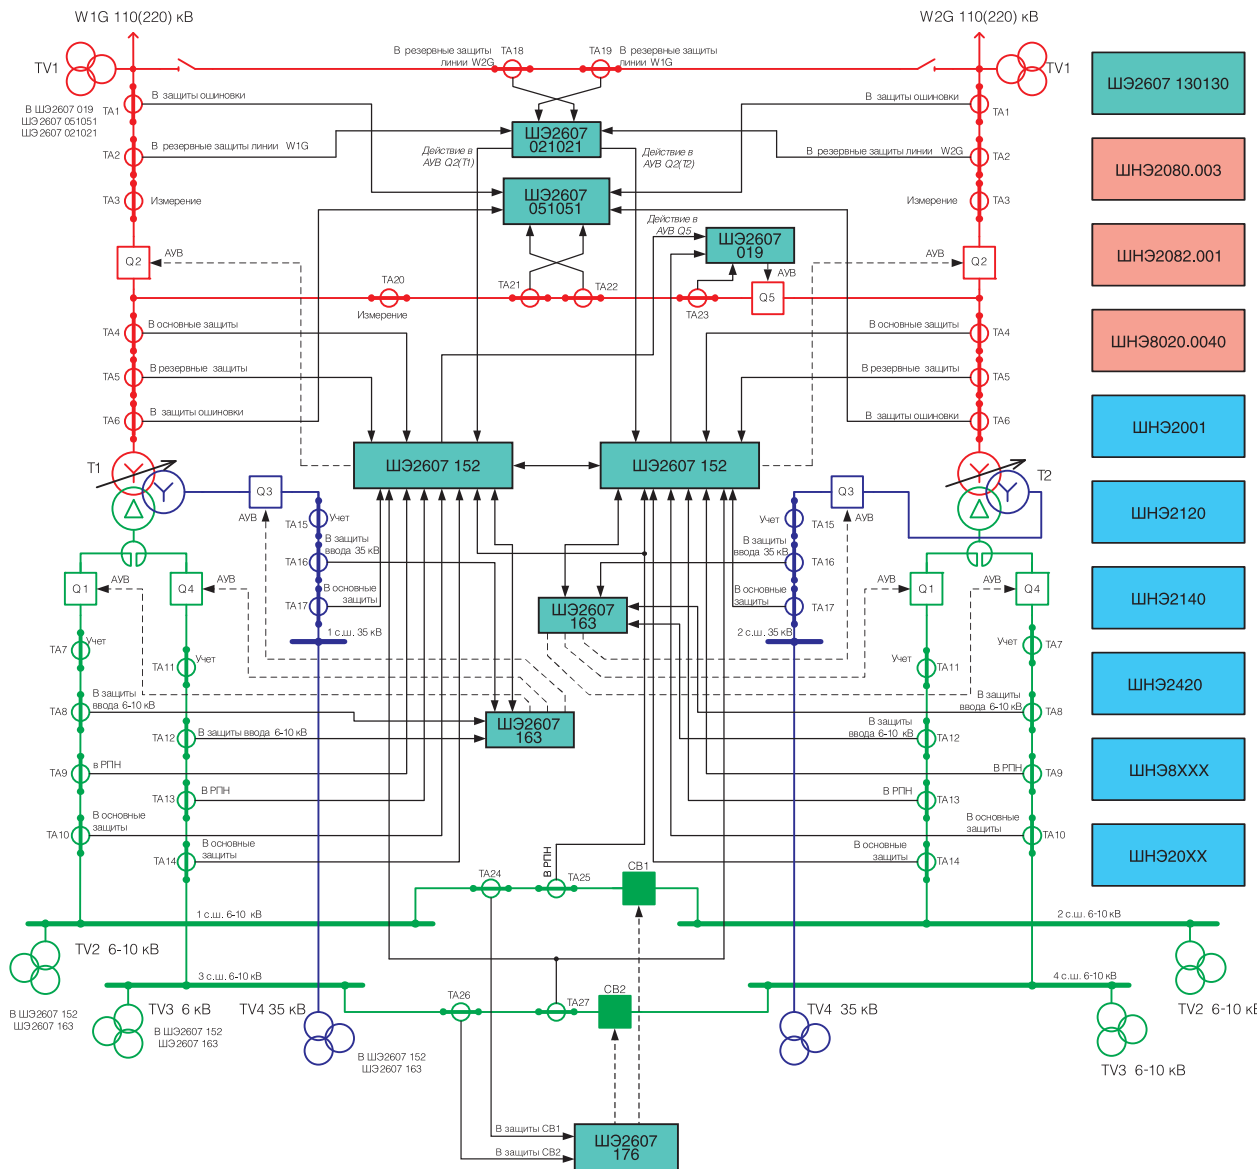 W1G 110(220) кВ
W2G 110(220) кВ
TV1
В резервные защиты
линии W2G
TA18
TA19
В резервные защиты
линии W1G
TV1
В ШЭ2607 019
ШЭ2607 051051
ШЭ2607 021021
TA1
В защиты ошиновки
В защиты ошиновки
TA1
TA2
В резервные защиты линии W1G
ШЭ2607
021021
В резервные защиты линии W2G
TA2
Действие в
АУВ Q2(T1)
Действие в
АУВ Q2(T2)
TA3
Измерение
ШЭ2607
051051
Измерение
TA3
Действие в
АУВ Q5
ШЭ2607
019
Q2
АУВ
АУВ
Q2
АУВ
TA20
Измерение
TA21
TA22
TA23
Q5
TA4
В основные защиты
В основные защиты
TA4
TA5
В резервные защиты
В резервные защиты
TA5
TA6
В защиты ошиновки
В защиты ошиновки
TA6
T1
ШЭ2607 152
ШЭ2607 152
T2
Q3
АУВ
Q3
АУВ
TA15
Учет
Учет
TA15
В защиты
ввода 35 кВ
TA16
В защиты
ввода 35 кВ
TA16
В основные
защиты
TA17
В основные
защиты
TA17
Q1
АУВ
Q4
АУВ
АУВ
Q1
АУВ
Q4
ШЭ2607
163
1 с.ш. 35 кВ
2 с.ш. 35 кВ
TA7
Учет
TA11
Учет
Учет
TA11
Учет
TA7
В защиты
ввода 6-10 кВ
TA8
В защиты
ввода 6-10 кВ
TA8
ШЭ2607
163
TA12
В защиты ввода 6-10 кВ
В защиты
ввода 6-10 кВ
TA12
TA9
в РПН
В РПН
TA9
TA13
В РПН
В РПН
TA13
TA10
В основные
защиты
В основные
защиты
TA10
TA14
В основные
защиты
В основные
защиты
TA14
TA24
В РПН
TA25
СВ1
1 с.ш. 6-10 кВ
2 с.ш. 6-10 кВ
TV2 6-10 кВ
3 с.ш. 6-10 кВ
4 с.ш. 6-10 кВ
TA26
TA27
СВ2
В ШЭ2607 152
ШЭ2607 163
TV3 6 кВ
В ШЭ2607 152
ШЭ2607 163
TV4 35 кВ
В ШЭ2607 152
ШЭ2607 163
TV4 35 кВ
TV2 6-10 кВ
TV3 6-10 кВ
В защиты СВ1
В защиты СВ2
ШЭ2607
176
ШЭ2607 130130
ШНЭ2080.003
ШНЭ2082.001
ШНЭ8020.0040
ШНЭ2001
ШНЭ2120
ШНЭ2140
ШНЭ2420
ШНЭ8XXX
ШНЭ20XX